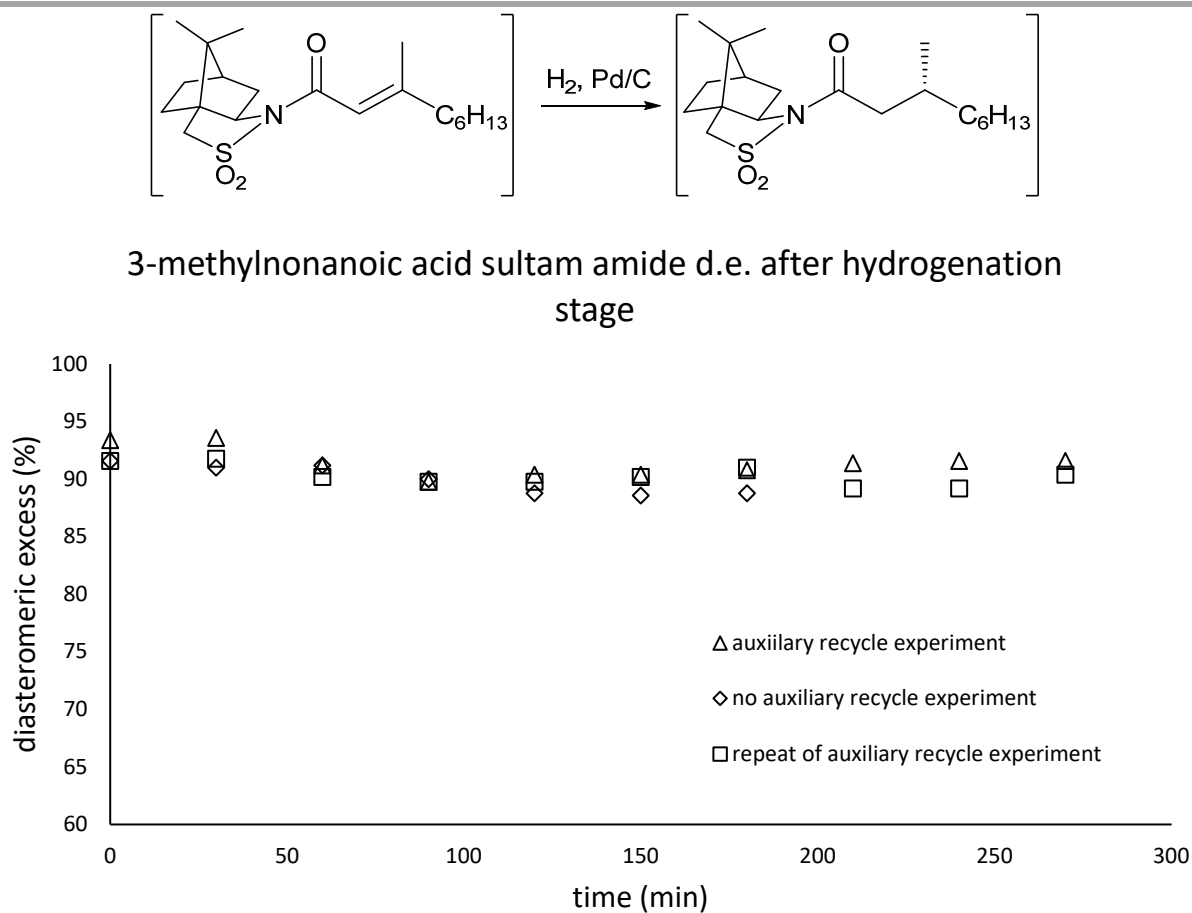 O
N
S
O₂
C₆H₁₃
H₂, Pd/C
O
N
S
O₂
C₆H₁₃
3-methylnonanoic acid sultam amide d.e. after hydrogenation
stage
diasteromeric excess (%)
100
95
90
85
80
75
70
65
60
auxiilary recycle experiment
no auxiliary recycle experiment
repeat of auxiliary recycle experiment
0 50 100 150 200 250 300
time (min)